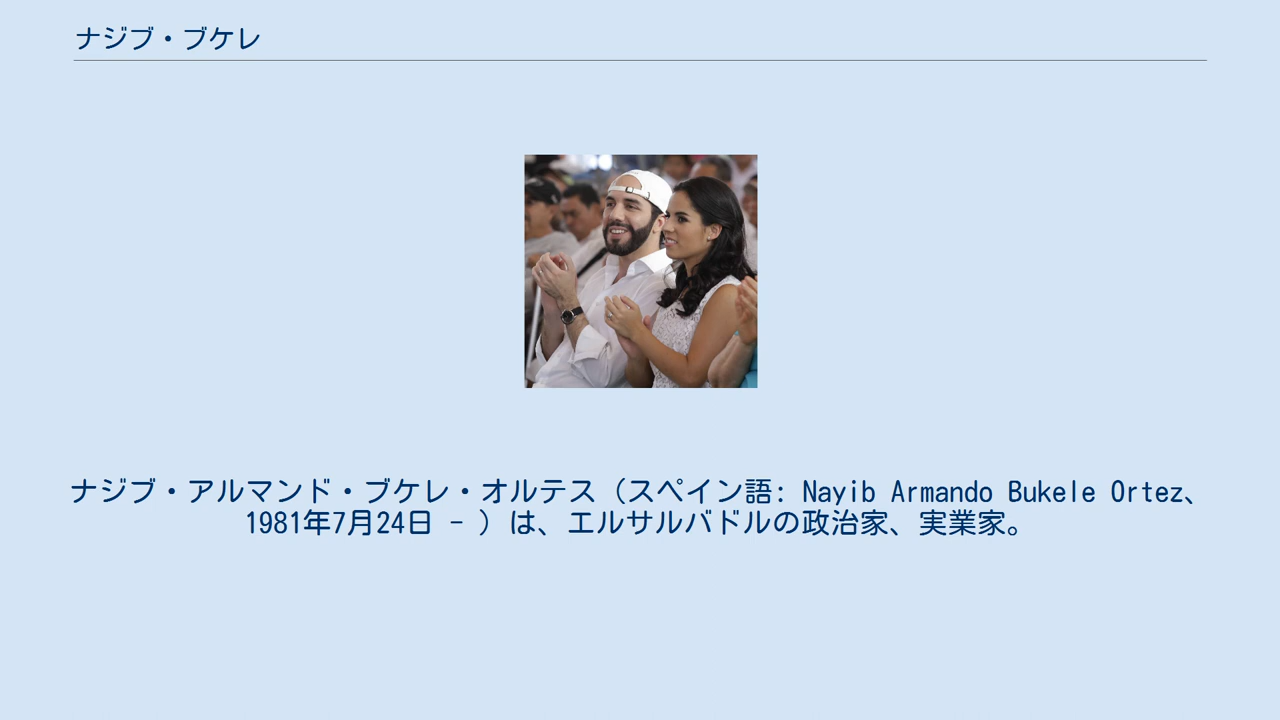 ナジブ・ブケレ
ナジブ・アルマンド・ブケレ・オルテス（スペイン語: Nayib Armando Bukele Ortez、
1981年7月24日 - ）は、エルサルバドルの政治家、実業家。